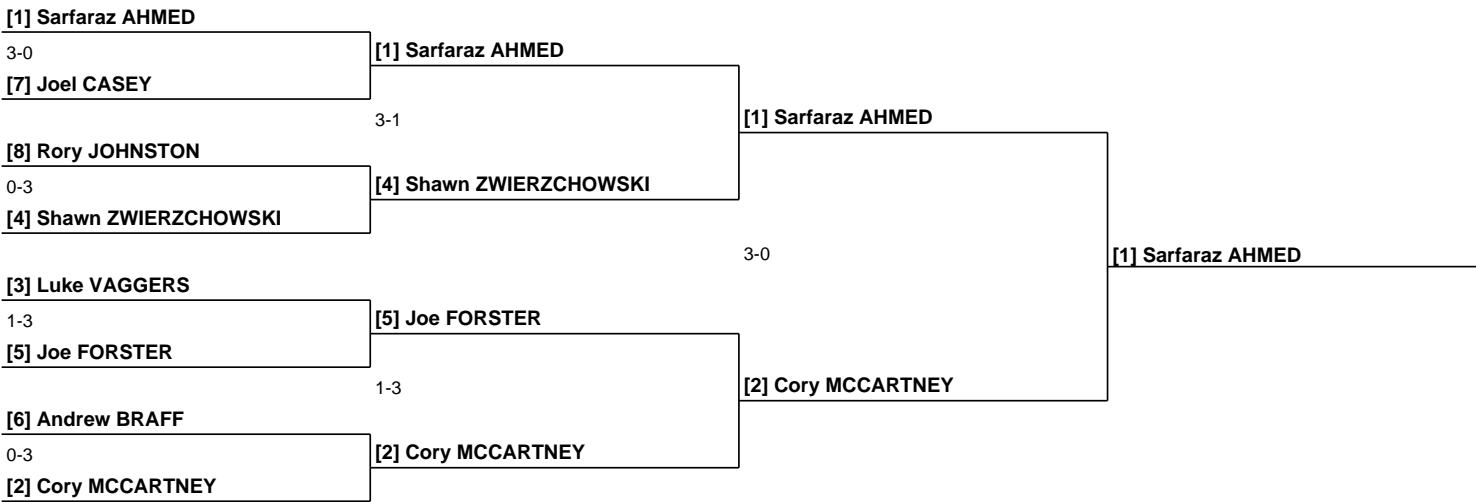 [1] Sarfaraz AHMED
3-0
[7] Joel CASEY
[8] Rory JOHNSTON
0-3
[4] Shawn ZWIERZCHOWSKI
[3] Luke VAGGERS
1-3
[5] Joe FORSTER
[6] Andrew BRAFF
0-3
[2] Cory MCCARTNEY
[1] Sarfaraz AHMED
3-1
[4] Shawn ZWIERZCHOWSKI
[5] Joe FORSTER
1-3
[2] Cory MCCARTNEY
[1] Sarfaraz AHMED
3-0
[2] Cory MCCARTNEY
[1] Sarfaraz AHMED